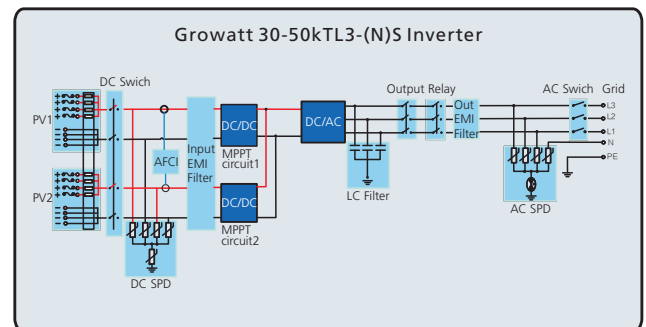 Growatt 30-50kTL3-(N)S Inverter
DC Swich
Output Relay
AC Swich
Grid
PV1
PV2
+
+
+
+
−
−
−
−
+
+
+
+
−
−
−
−
AFCI
Input
EMI
Filter
DC/DC
MPPT
circuit1
DC/DC
MPPT
circuit2
DC/AC
LC Filter
Out
EMI
Filter
L3
L2
L1
N
PE
DC SPD
AC SPD